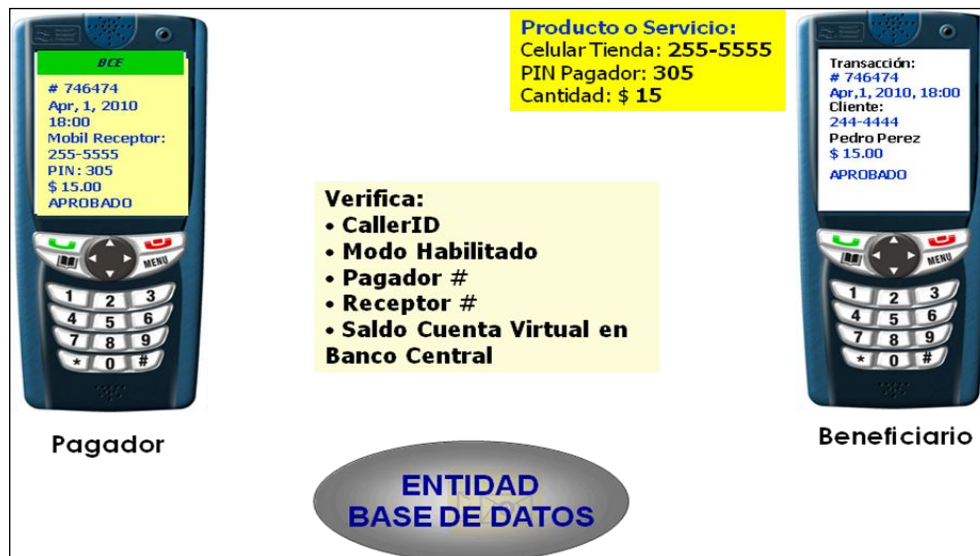 BCE
# 746474
Apr, 1, 2010
18:00
Mobil Receptor:
255-5555
PIN: 305
$ 15.00
APROBADO
MENU
1 2 3
4 5 6
7 8 9
* 0 #
Pagador
Producto o Servicio:
Celular Tienda: 255-5555
PIN Pagador: 305
Cantidad: $ 15
Verifica:
• CallerID
• Modo Habilitado
• Pagador #
• Receptor #
• Saldo Cuenta Virtual en
Banco Central
ENTIDAD
BASE DE DATOS
Transacción:
# 746474
Apr,1, 2010, 18:00
Cliente:
244-4444
Pedro Perez
$ 15.00
APROBADO
MENU
1 2 3
4 5 6
7 8 9
* 0 #
Beneficiario